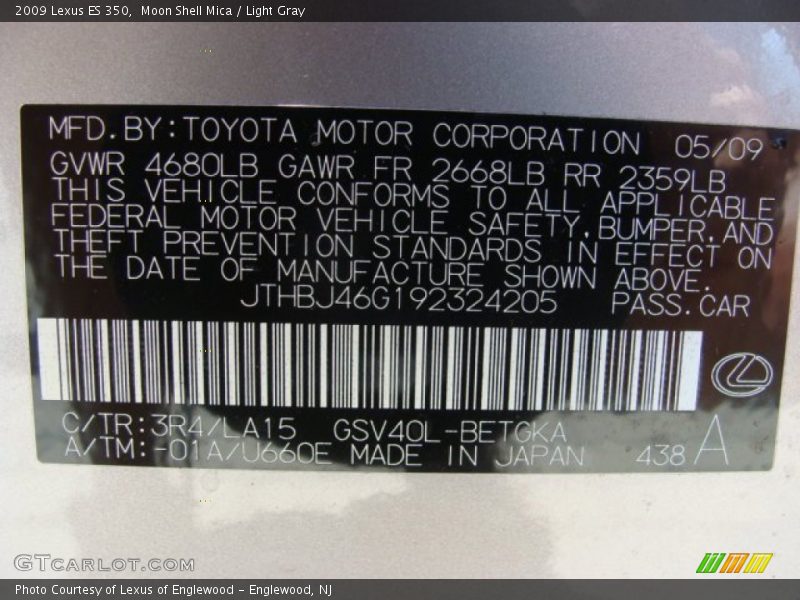 2009 Lexus ES 350,  Moon Shell Mica / Light Gray
MFD.BY:TOYOTA MOTOR CORPORATION 05/09
GVWR 4680LB GAWR FR 2668LB RR 2359LB
THIS VEHICLE CONFORMS TO ALL APPLICABLE
FEDERAL MOTOR VEHICLE SAFETY,BUMPER,AND
THEFT PREVENTION STANDARDS IN EFFECT ON
THE DATE OF MANUFACTURE SHOWN ABOVE.
JTHBJ46G192324205 PASS.CAR
C/TR:3R4/LA15 GSV40L-BETGKA
A/TM:-01A/U660E MADE IN JAPAN 438 A
GTCARLOT.COM
Photo Courtesy of Lexus of Englewood - Englewood, NJ